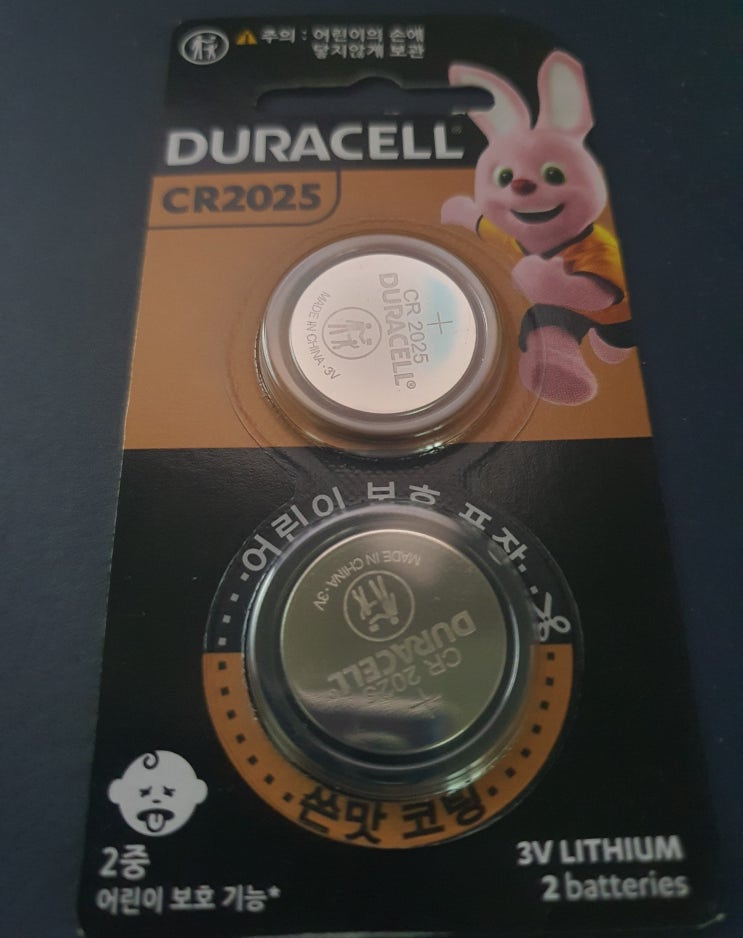 주의 : 어린이의 손에
닿지않게 보관
DURACELL
CR2025
CR 2025
DURACELL®
MADE IN CHINA · 3V
어린이 보호 포장
MADE IN CHINA · 3V
DURACELL
CR 2025
쓴맛 코팅
2중
어린이 보호 기능*
3V LITHIUM
2 batteries